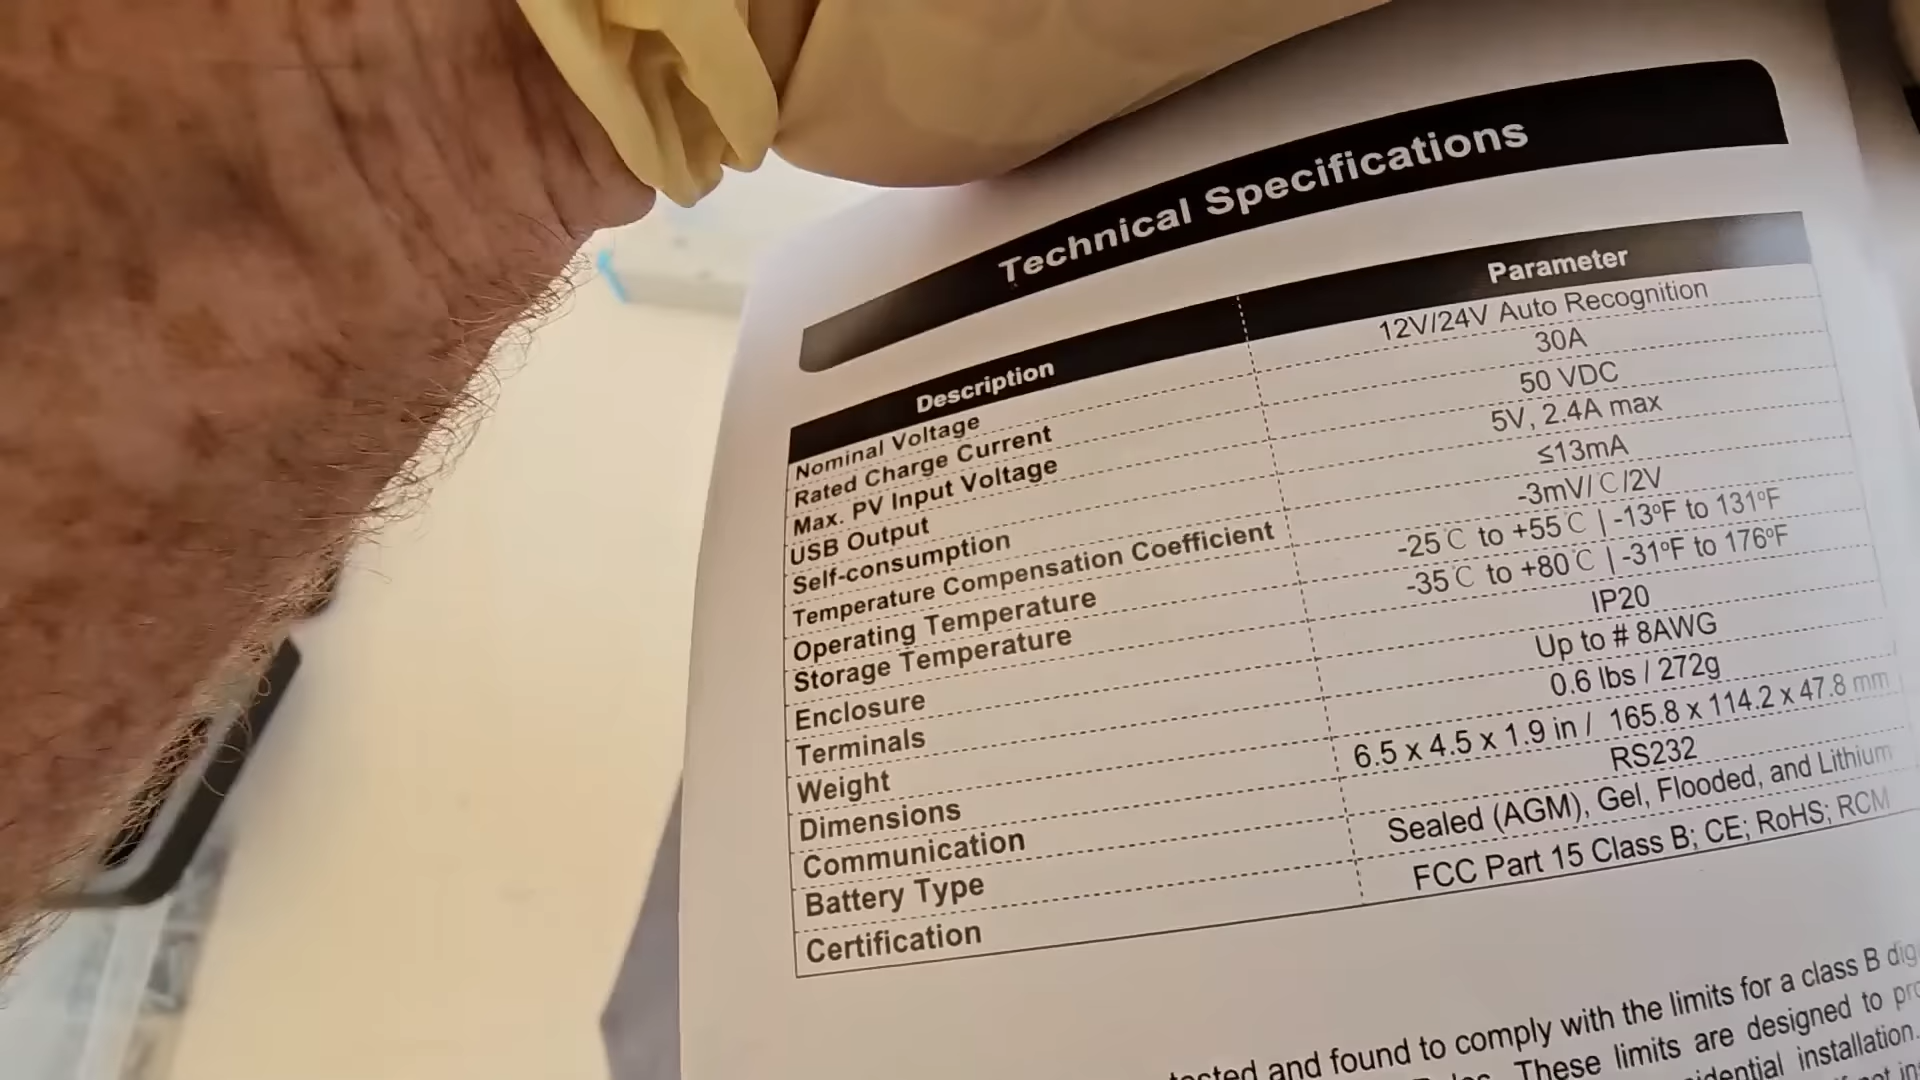 Technical Specifications
Description Parameter
Nominal Voltage 12V/24V Auto Recognition
Rated Charge Current 30A
Max. PV Input Voltage 50 VDC
USB Output 5V, 2.4A max
Self-consumption ≤13mA
Temperature Compensation Coefficient -3mV/℃/2V
Operating Temperature -25℃ to +55℃ | -13ºF to 131ºF
Storage Temperature -35℃ to +80℃ | -31ºF to 176ºF
Enclosure IP20
Terminals Up to # 8AWG
Weight 0.6 lbs / 272g
Dimensions 6.5 x 4.5 x 1.9 in / 165.8 x 114.2 x 47.8 mm
Communication RS232
Battery Type Sealed (AGM), Gel, Flooded, and Lithium
Certification FCC Part 15 Class B; CE; RoHS; RCM
and found to comply with the limits for a class B
These limits are designed to
installation.